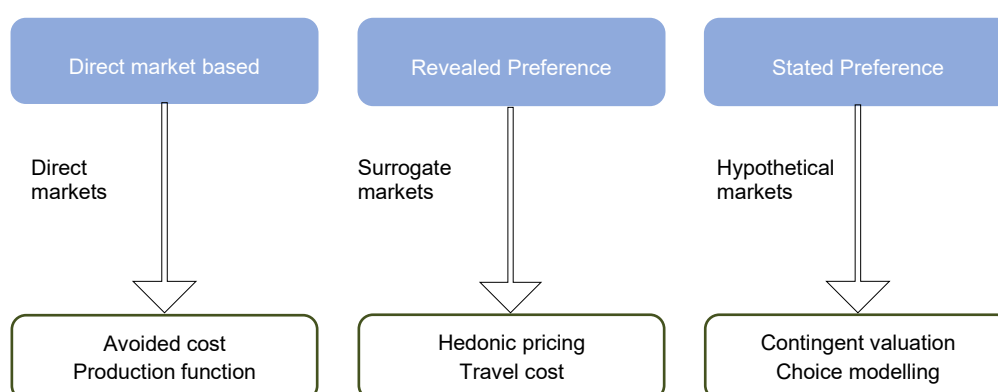 Direct market based
Revealed Preference
Stated Preference
Direct
markets
Surrogate
markets
Hypothetical
markets
Avoided cost
Production function
Hedonic pricing
Travel cost
Contingent valuation
Choice modelling